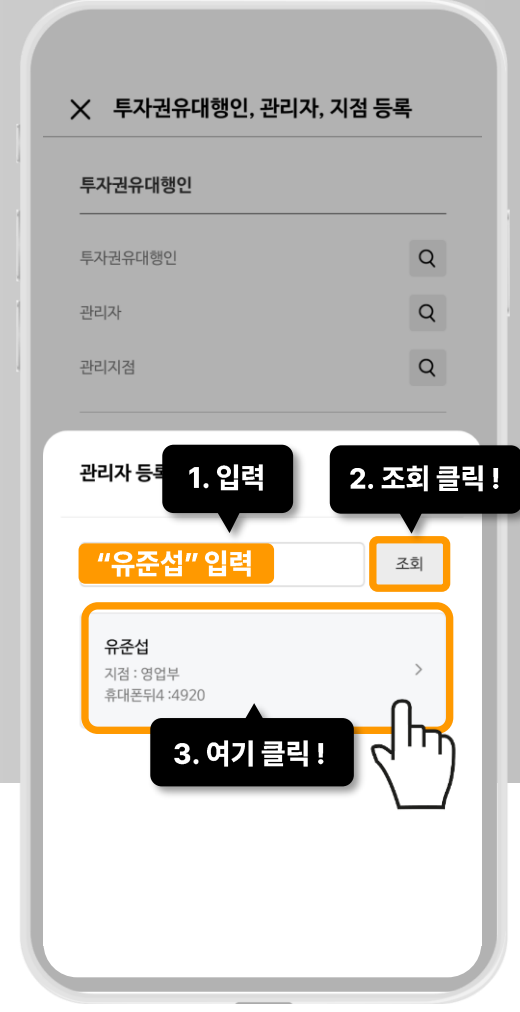 투자권유대행인, 관리자, 지점 등록
투자권유대행인
투자권유대행인
관리자
관리지점
관리자 등록
1. 입력
2. 조회 클릭 !
“유준섭” 입력
조회
유준섭
지점 : 영업부
휴대폰뒤4 :4920
3. 여기 클릭 !